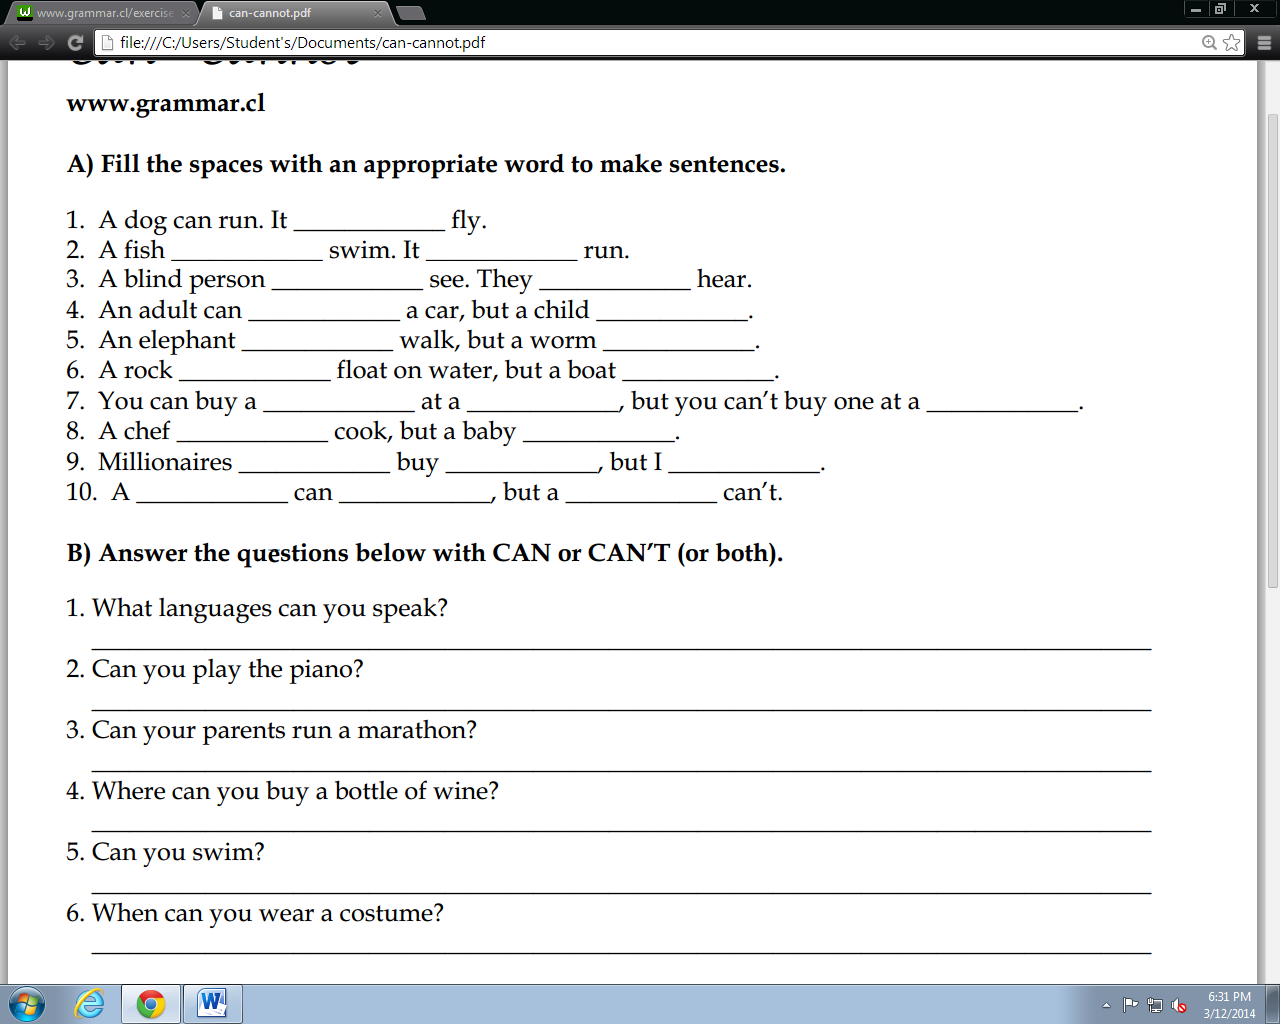 www.grammar.cl/exercise
can-cannot.pdf
file:///C:/Users/Student's/Documents/can-cannot.pdf
www.grammar.cl
A) Fill the spaces with an appropriate word to make sentences.
1. A dog can run. It ____________ fly.
2. A fish ____________ swim. It ____________ run.
3. A blind person ____________ see. They ____________ hear.
4. An adult can ____________ a car, but a child ____________.
5. An elephant ____________ walk, but a worm ____________.
6. A rock ____________ float on water, but a boat ____________.
7. You can buy a ____________ at a ____________, but you can't buy one at a ____________.
8. A chef ____________ cook, but a baby ____________.
9. Millionaires ____________ buy ____________, but I ____________.
10. A ____________ can ____________, but a ____________ can't.
B) Answer the questions below with CAN or CAN'T (or both).
1. What languages can you speak?
2. Can you play the piano?
3. Can your parents run a marathon?
4. Where can you buy a bottle of wine?
5. Can you swim?
6. When can you wear a costume?
6:31 PM
3/12/2014